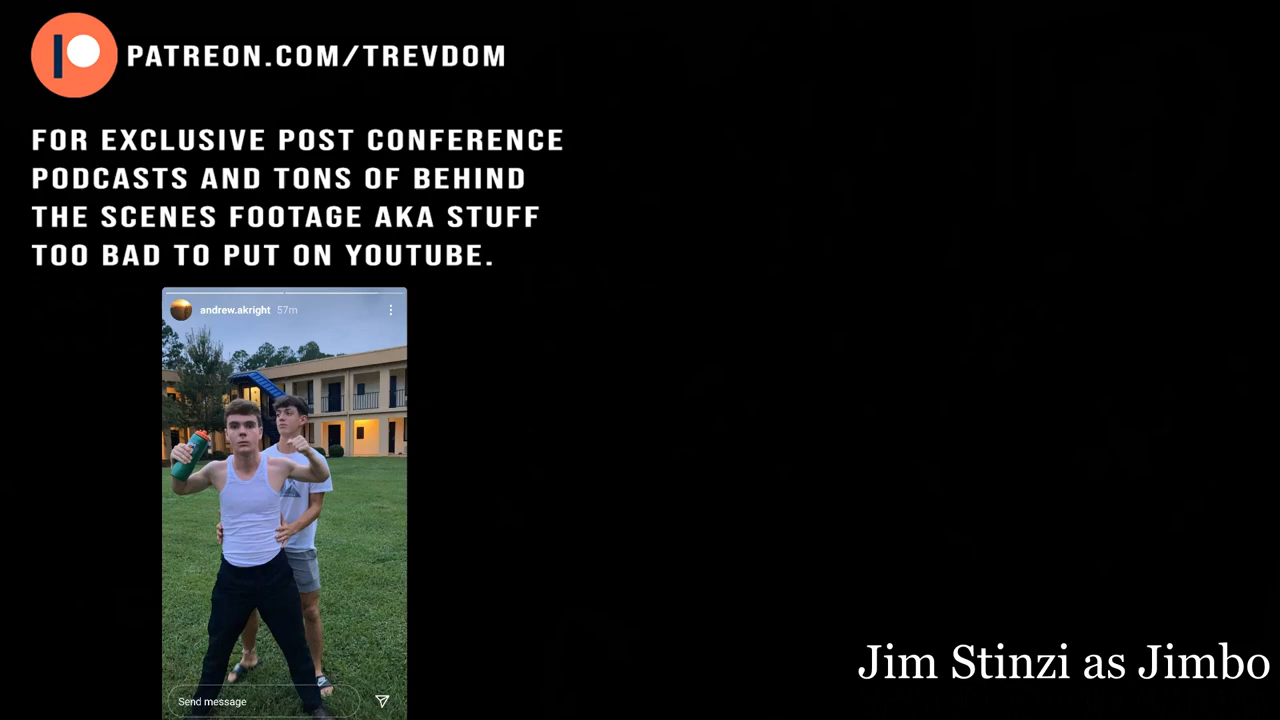 PATREON.COM/TREVDOM
FOR EXCLUSIVE POST CONFERENCE
PODCASTS AND TONS OF BEHIND
THE SCENES FOOTAGE AKA STUFF
TOO BAD TO PUT ON YOUTUBE.
andrew.akright 57m
Send message
Jim Stinzi as Jimbo